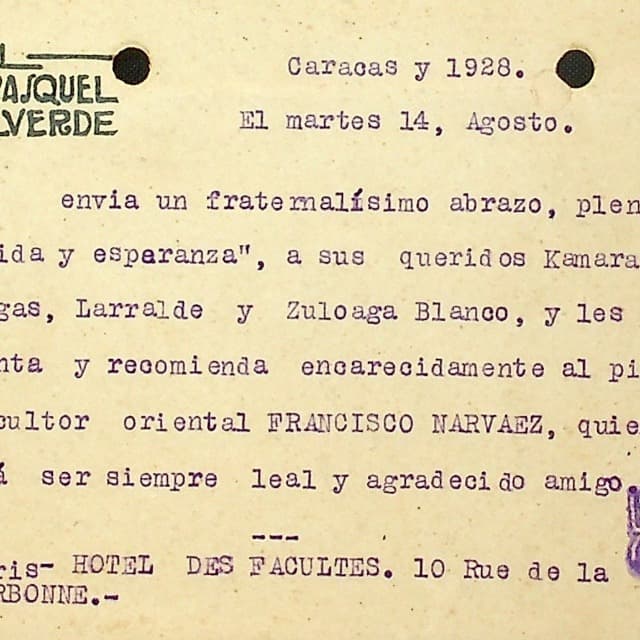 ASQUEL
VERDE
Caracas y 1928.
El martes 14, Agosto.
envia un fraternalísimo abrazo, plen
ida y esperanza", a sus queridos Kamara
gas, Larralde y Zuloaga Blanco, y les
nta y recomienda encarecidamente al pi
cultor oriental FRANCISCO NARVAEZ, quie
á ser siempre leal y agradecido amigo.
---
ris- HOTEL DES FACULTES. 10 Rue de la
RBONNE.-